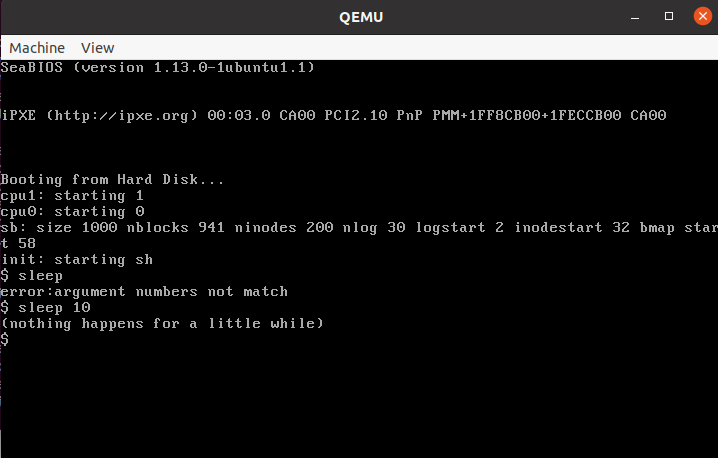 QEMU
Machine View
SeaBIOS (version 1.13.0-1ubuntu1.1)
iPXE (http://ipxe.org) 00:03.0 CA00 PCI2.10 PnP PMM+1FF8CB00+1FECCB00 CA00
Booting from Hard Disk...
cpu1: starting 1
cpu0: starting 0
sb: size 1000 nblocks 941 ninodes 200 nlog 30 logstart 2 inodestart 32 bmap star
t 58
init: starting sh
$ sleep
error:argument numbers not match
$ sleep 10
(nothing happens for a little while)
$